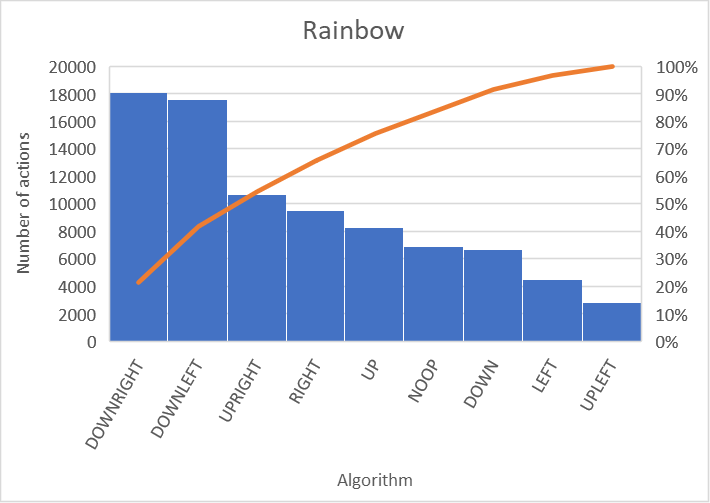 Rainbow
20000
18000
16000
14000
12000
10000
8000
6000
4000
2000
0
Number of actions
100%
90%
80%
70%
60%
50%
40%
30%
20%
10%
0%
DOWNRIGHT
DOWNLEFT
UPRIGHT
RIGHT
UP
NOOP
DOWN
LEFT
UPLEFT
Algorithm